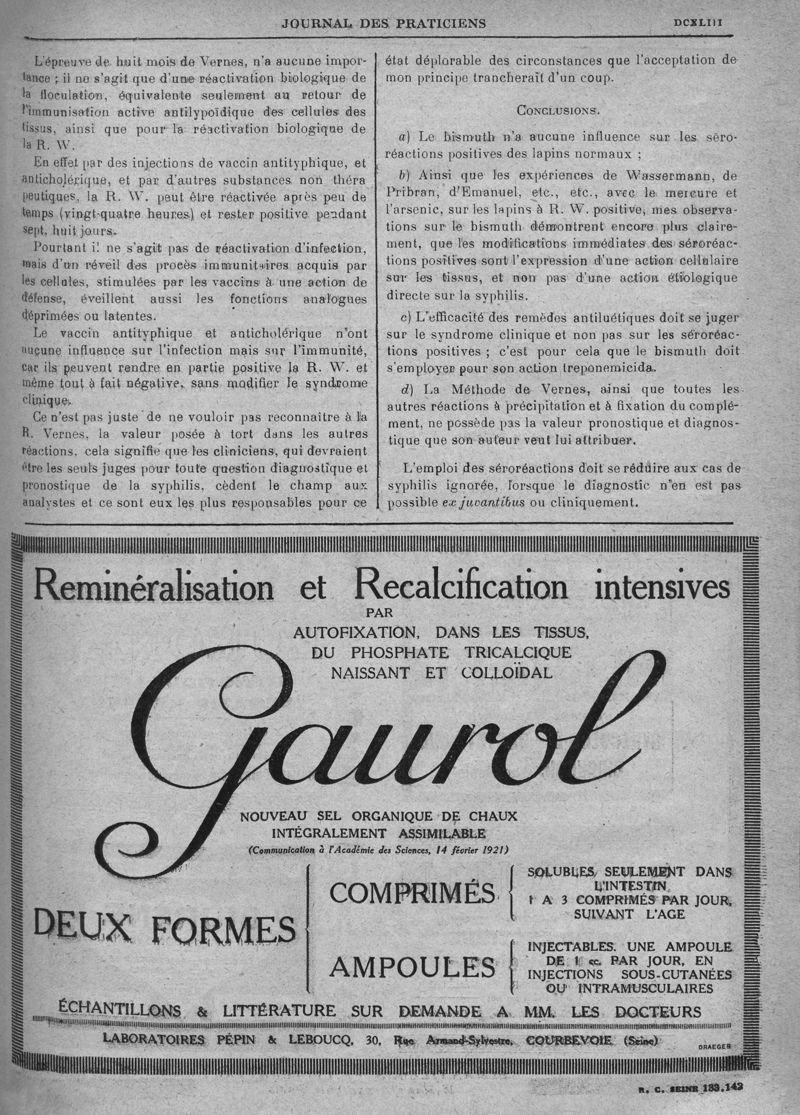 JOURNAL DES PRATICIENS
DCXLIII
L'épreuve de huit mois de Vernes, n'a aucune impor-
tance ; il ne s'agit que d'une réactivation biologique de
la floculation, équivalente seulement au retour de
l'immunisation active antilypoïdique des cellules des
tissus, ainsi que pour la réactivation biologique de
la R. W.
En effet par des injections de vaccin antityphique, et
anticholérique, et par d'autres substances non théra
peutiques, la R. W. peut être réactivée après peu de
temps (vingt-quatre heures) et rester positive pendant
sept, huit jours.
Pourtant il ne s'agit pas de réactivation d'infection,
mais d'un réveil des procès immunitaires acquis par
les cellules, stimulées par les vaccins à une action de
défense, éveillent aussi les fonctions analogues
déprimées ou latentes.
Le vaccin antityphique et anticholérique n'ont
aucune influence sur l'infection mais sur l'immunité,
car ils peuvent rendre en partie positive la R. W. et
même tout à fait négative, sans modifier le syndrome
clinique.
Ce n'est pas juste de ne vouloir pas reconnaitre à la
R. Vernes, la valeur posée à tort dans les autres
réactions, cela signifie que les cliniciens, qui devraient
être les seuls juges pour toute question diagnostique et
pronostique de la syphilis, cèdent le champ aux
analystes et ce sont eux les plus responsables pour ce
état déplorable des circonstances que l'acceptation de
mon principe trancherait d'un coup.
CONCLUSIONS.
a) Le bismuth n'a aucune influence sur les séro-
réactions positives des lapins normaux ;
b) Ainsi que les expériences de Wassermann, de
Pribran, d'Emanuel, etc., etc., avec le mercure et
l'arsenic, sur les lapins à R. W. positive, mes observa-
tions sur le bismuth démontrent encore plus claire-
ment, que les modifications immédiates des séroréac-
tions positives sont l'expression d'une action cellulaire
sur les tissus, et non pas d'une action étiologique
directe sur la syphilis.
c) L'efficacité des remèdes antiluétiques doit se juger
sur le syndrome clinique et non pas sur les séroréac-
tions positives ; c'est pour cela que le bismuth doit
s'employer pour son action treponemicida.
d) La Méthode de Vernes, ainsi que toutes les
autres réactions à précipitation et à fixation du complé-
ment, ne possède pas la valeur pronostique et diagnos-
tique que son auteur veut lui attribuer.
L'emploi des séroréactions doit se réduire aux cas de
syphilis ignorée, lorsque le diagnostic n'en est pas
possible ex juvantibus ou cliniquement.
Reminéralisation et Recalcification intensives
PAR
AUTOFIXATION, DANS LES TISSUS,
DU PHOSPHATE TRICALCIQUE
NAISSANT ET COLLOÏDAL
Gaurol
NOUVEAU SEL ORGANIQUE DE CHAUX
INTÉGRALEMENT ASSIMILABLE
(Communication à l'Académie des Sciences, 14 février 1921)
DEUX FORMES
COMPRIMÉS
SOLUBLES SEULEMENT DANS
L'INTESTIN
1 A 3 COMPRIMÉS PAR JOUR,
SUIVANT L'AGE
AMPOULES
INJECTABLES. UNE AMPOULE
DE 1 cc. PAR JOUR, EN
INJECTIONS SOUS-CUTANÉES
OU INTRAMUSCULAIRES
ÉCHANTILLONS & LITTÉRATURE SUR DEMANDE A MM. LES DOCTEURS
LABORATOIRES PÉPIN & LEBOUCQ, 30, Rue Armand-Sylvestre, COURBEVOIE (Seine)
DRAEGER
R. C. SEINE 133.142